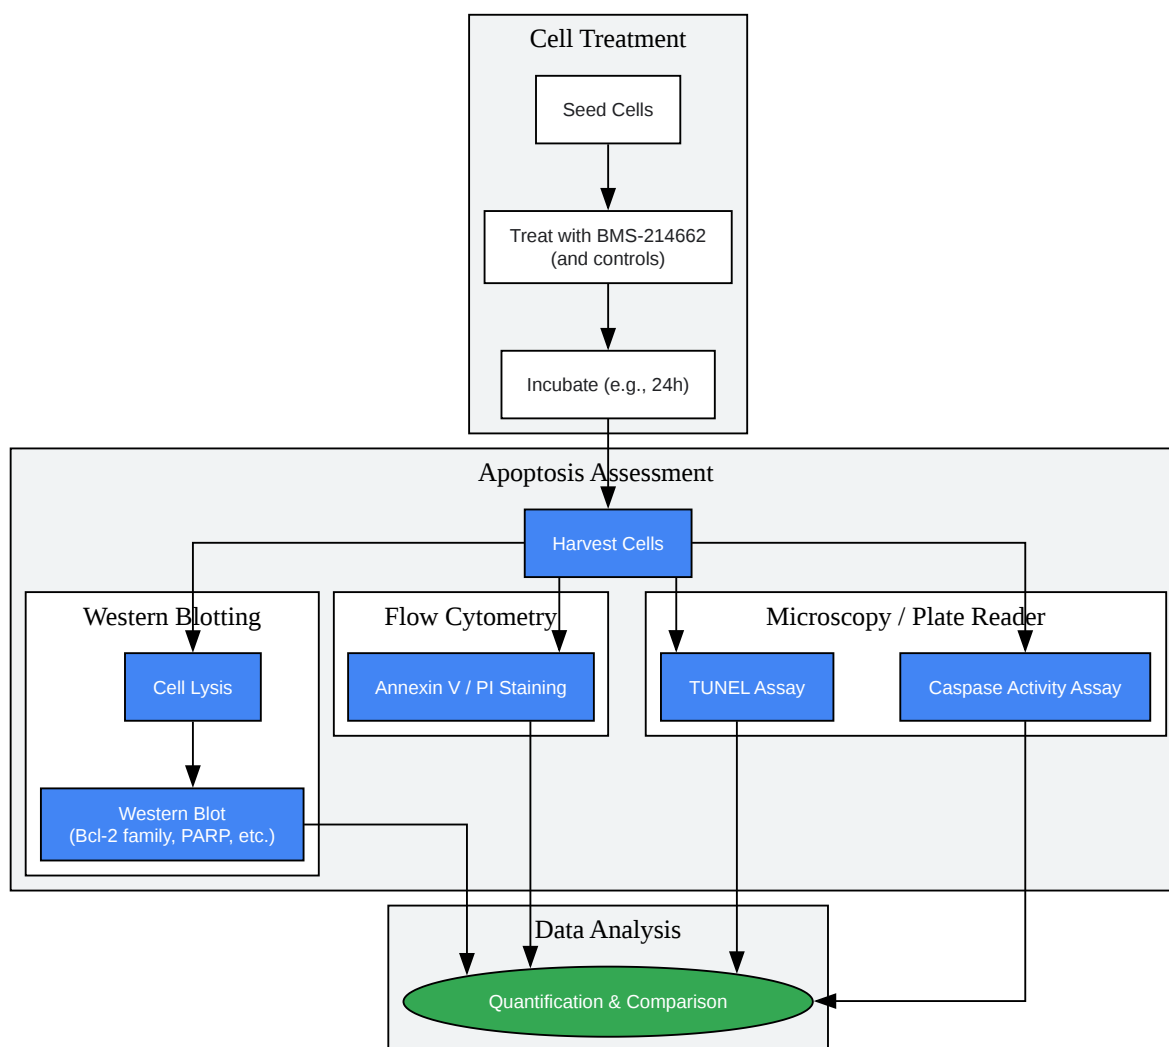 Cell Treatment
Seed Cells
Treat with BMS-214662
(and controls)
Incubate (e.g., 24h)
Apoptosis Assessment
Harvest Cells
Western Blotting
Flow Cytometry
Microscopy / Plate Reader
Cell Lysis
Annexin V / PI Staining
TUNEL Assay
Caspase Activity Assay
Western Blot
(Bcl-2 family, PARP, etc.)
Data Analysis
Quantification & Comparison